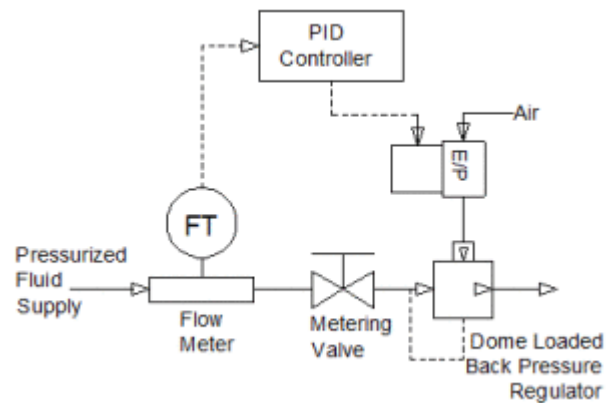 PID
Controller
Air
E/P
FT
Pressurized
Fluid
Supply
Flow
Meter
Metering
Valve
Dome Loaded
Back Pressure
Regulator